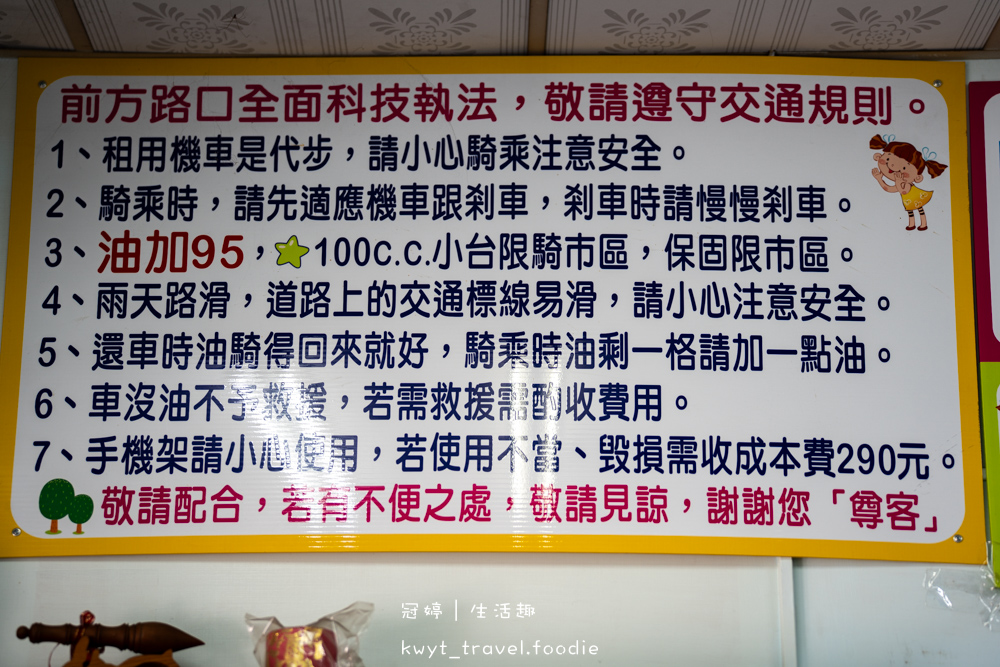 前方路口全面科技執法，敬請遵守交通規則。
1、租用機車是代步，請小心騎乘注意安全。
2、騎乘時，請先適應機車跟剎車，剎車時請慢慢剎車。
3、油加95，100c.c.小台限騎市區，保固限市區。
4、雨天路滑，道路上的交通標線易滑，請小心注意安全。
5、還車時油騎得回來就好，騎乘時油剩一格請加一點油。
6、車沒油不予救援，若需救援需酌收費用。
7、手機架請小心使用，若使用不當、毀損需收成本費290元。
敬請配合，若有不便之處，敬請見諒，謝謝您「尊客」
冠婷｜生活趣
kwyt_travel.foodie